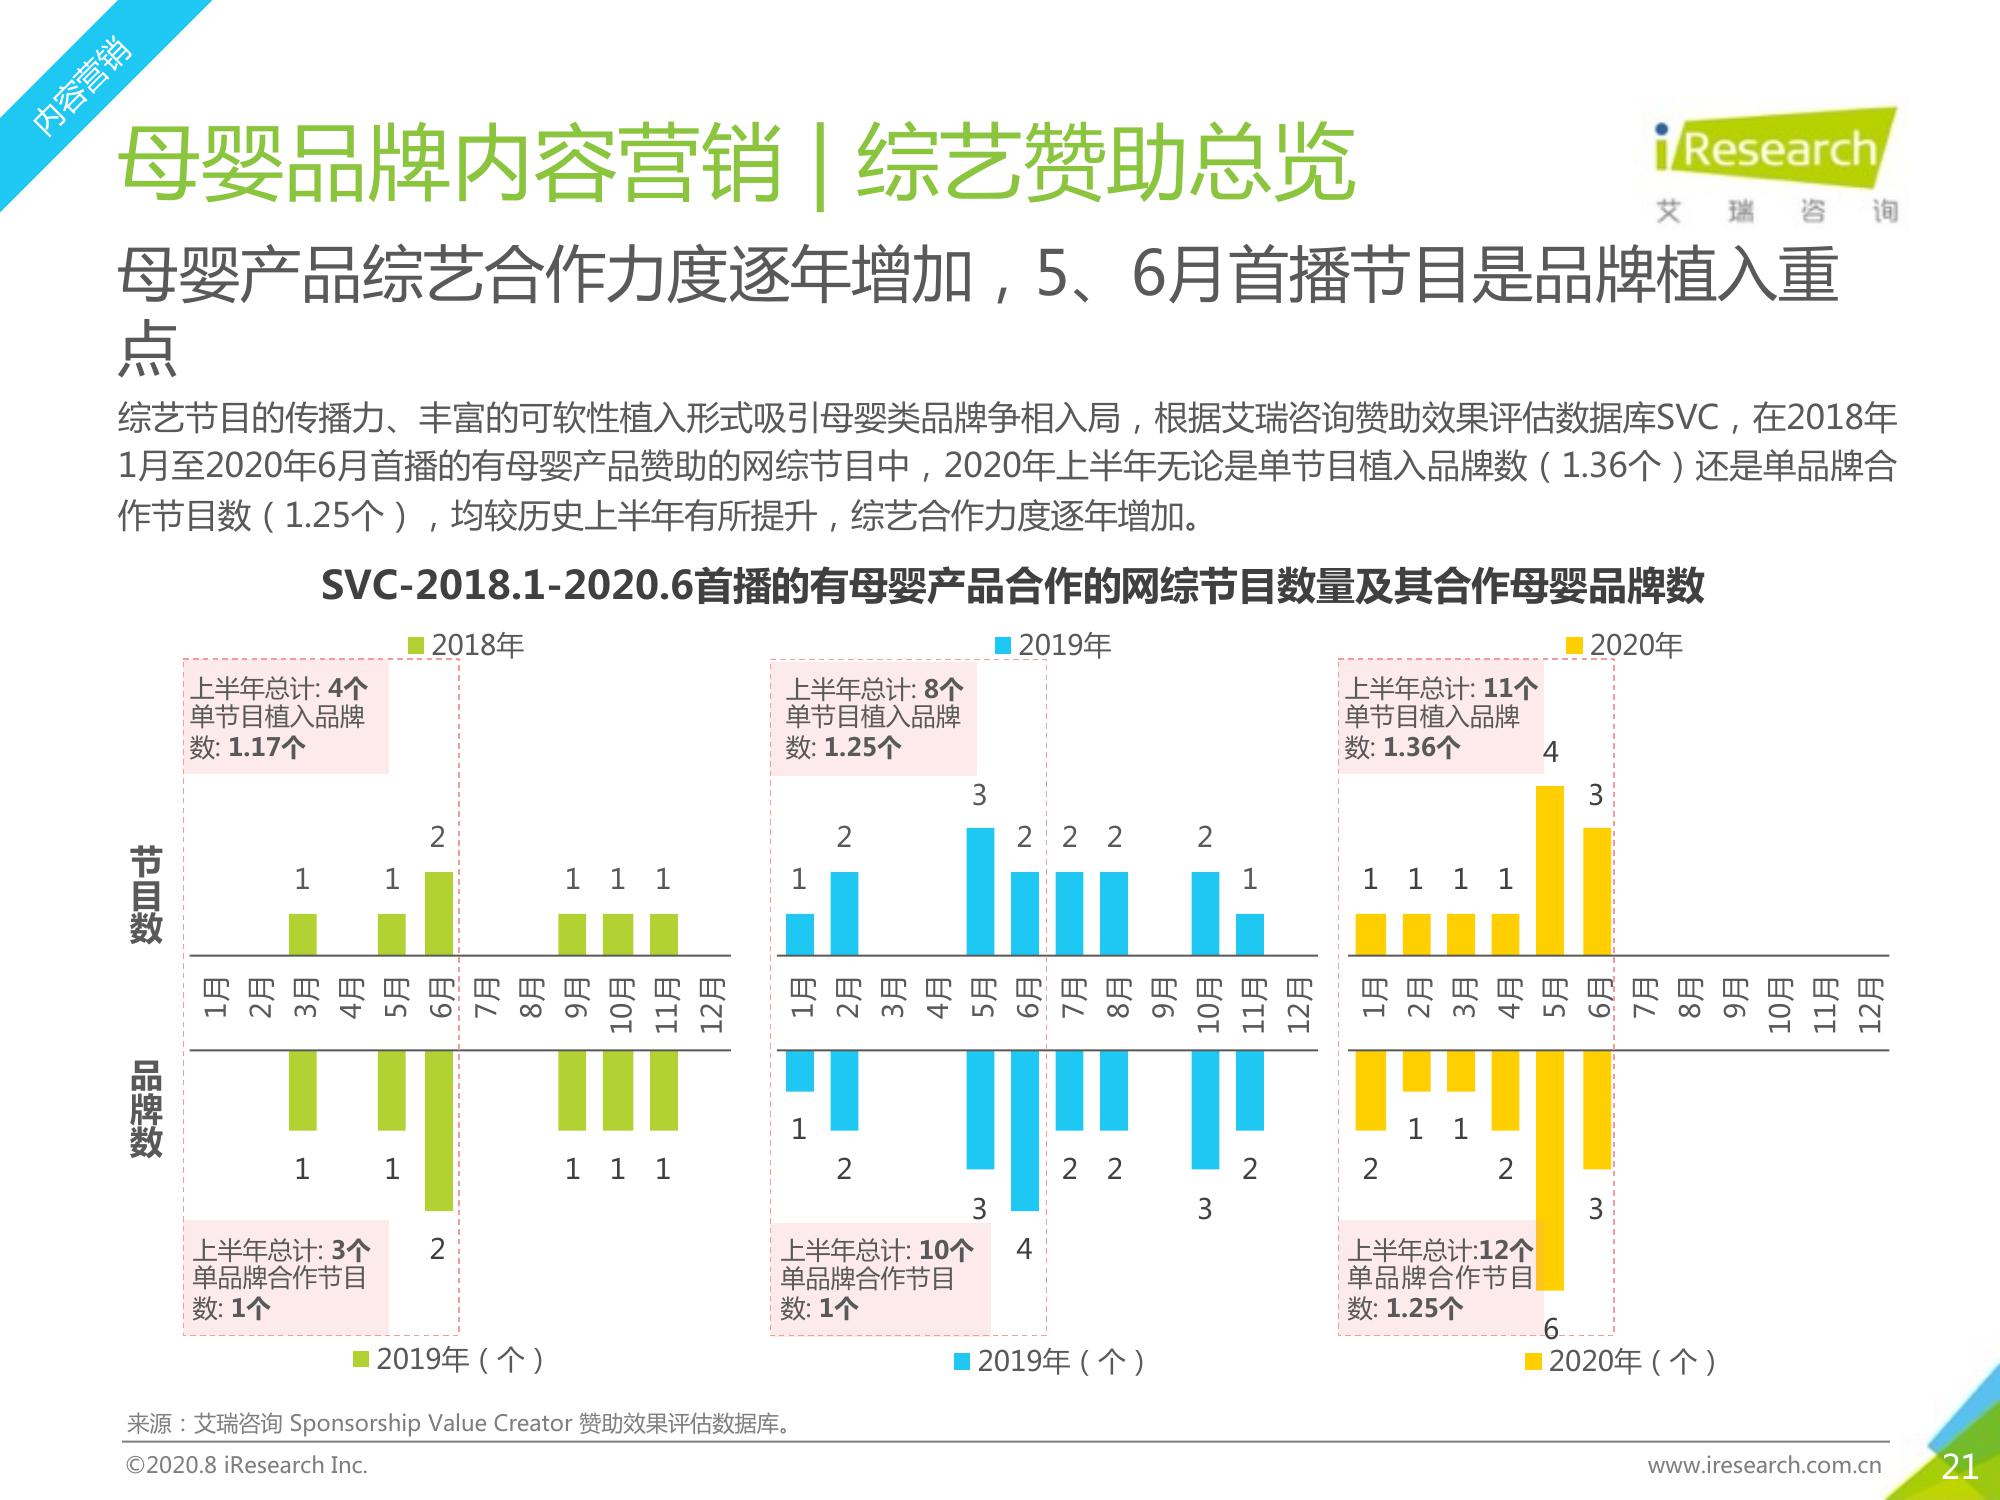 内容营销
母婴品牌内容营销 | 综艺赞助总览
iResearch
艾 瑞 咨 询
母婴产品综艺合作力度逐年增加，5、6月首播节目是品牌植入重
点
综艺节目的传播力、丰富的可软性植入形式吸引母婴类品牌争相入局，根据艾瑞咨询赞助效果评估数据库SVC，在2018年
1月至2020年6月首播的有母婴产品赞助的网综节目中，2020年上半年无论是单节目植入品牌数（1.36个）还是单品牌合
作节目数（1.25个），均较历史上半年有所提升，综艺合作力度逐年增加。
SVC-2018.1-2020.6首播的有母婴产品合作的网综节目数量及其合作母婴品牌数
2018年
上半年总计: 4个
单节目植入品牌
数: 1.17个
节目数
1 1 2 1 1 1
1月 2月 3月 4月 5月 6月 7月 8月 9月 10月 11月 12月
品牌数
1 1 2 1 1 1
上半年总计: 3个
单品牌合作节目
数: 1个
2019年（个）
2019年
上半年总计: 8个
单节目植入品牌
数: 1.25个
1 2 3 2 2 2 2 1
1月 2月 3月 4月 5月 6月 7月 8月 9月 10月 11月 12月
1 2 3 4 2 2 3 2
上半年总计: 10个
单品牌合作节目
数: 1个
2019年（个）
2020年
上半年总计: 11个
单节目植入品牌
数: 1.36个
1 1 1 1 4 3
1月 2月 3月 4月 5月 6月 7月 8月 9月 10月 11月 12月
2 1 1 2 6 3
上半年总计:12个
单品牌合作节目
数: 1.25个
2020年（个）
来源：艾瑞咨询 Sponsorship Value Creator 赞助效果评估数据库。
©2020.8 iResearch Inc.
www.iresearch.com.cn
21